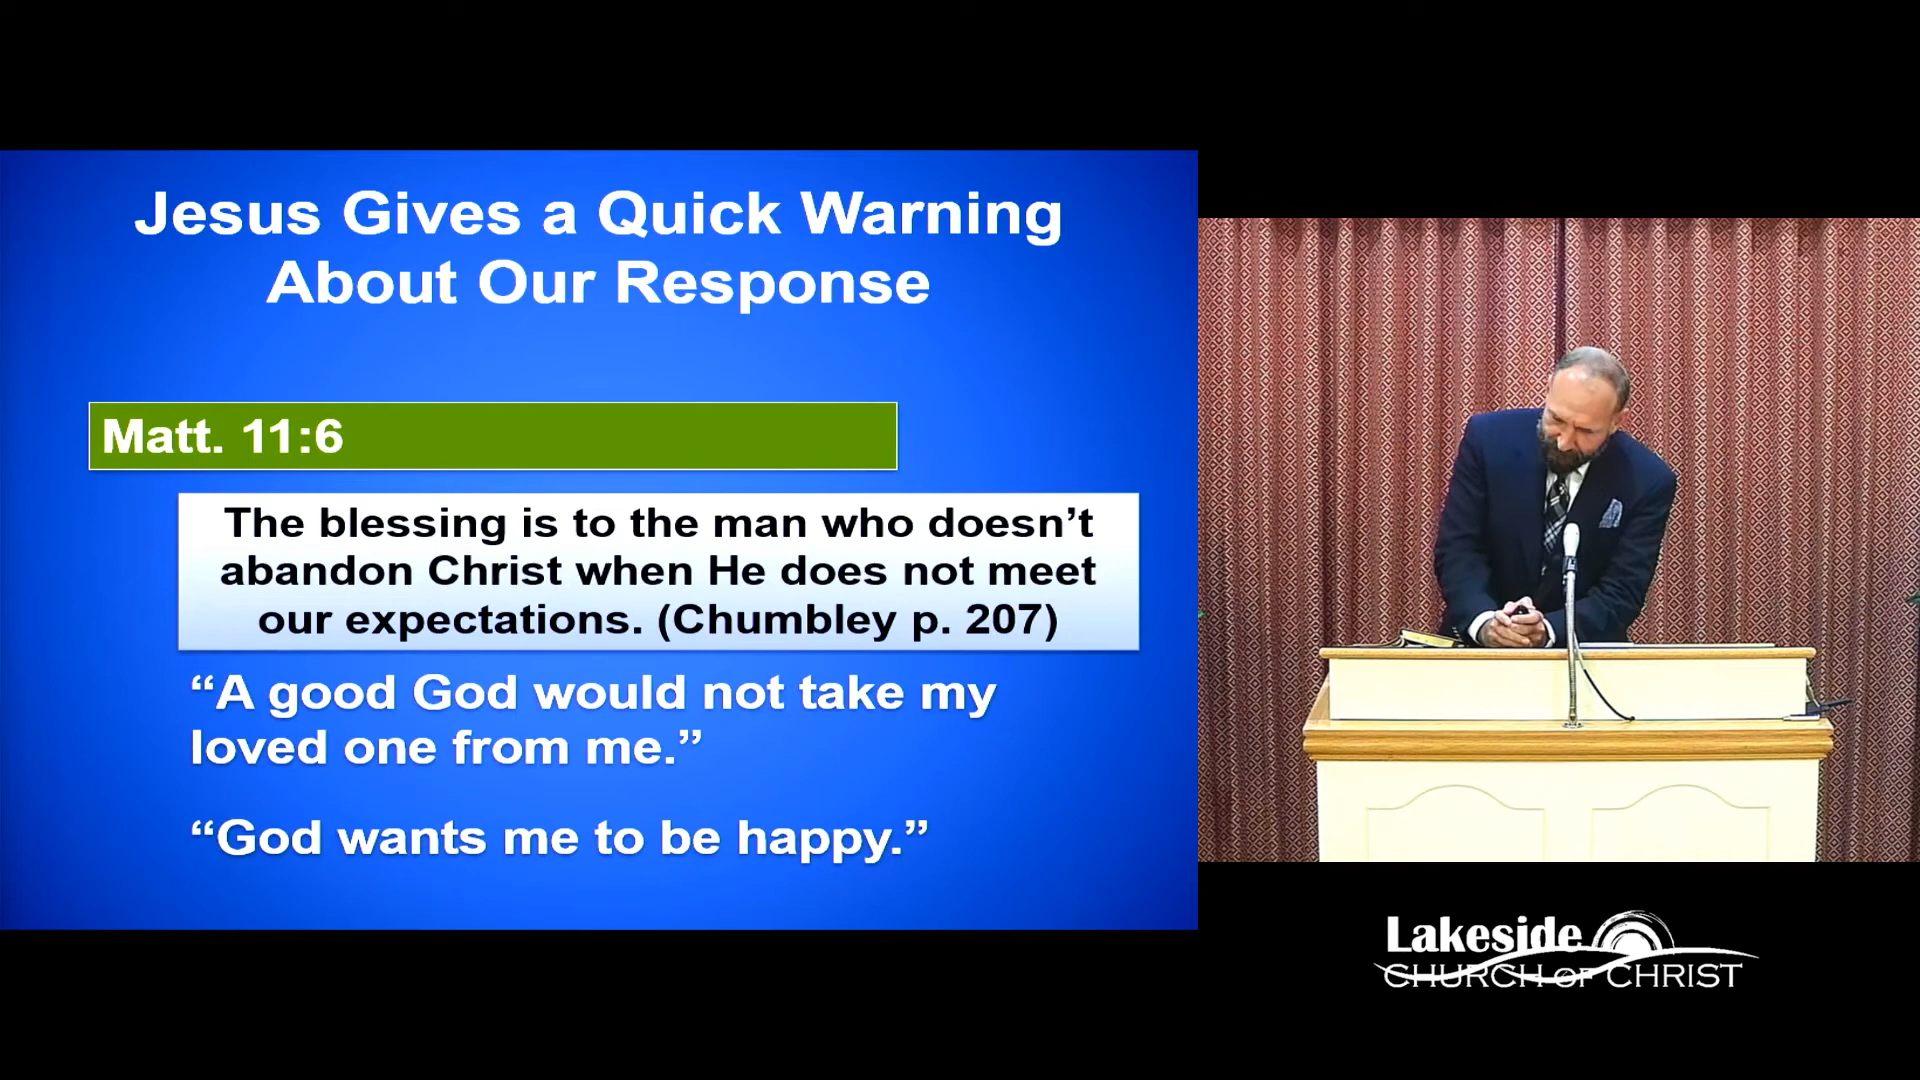 Jesus Gives a Quick Warning
About Our Response
Matt. 11:6
The blessing is to the man who doesn’t
abandon Christ when He does not meet
our expectations. (Chumbley p. 207)
“A good God would not take my
loved one from me.”
“God wants me to be happy.”
Lakeside
CHURCH OF CHRIST